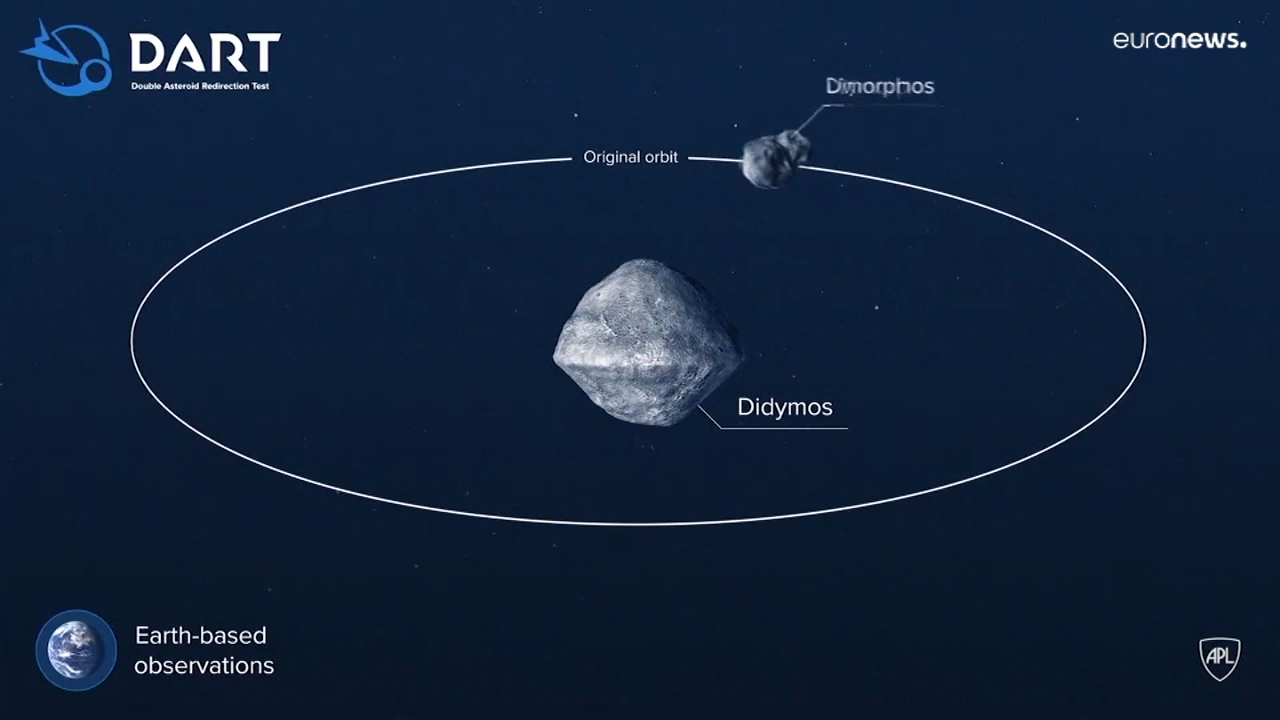 DART
Double Asteroid Redirection Test
euronews.
Dimorphos
Original orbit
Didymos
Earth-based
observations
APL